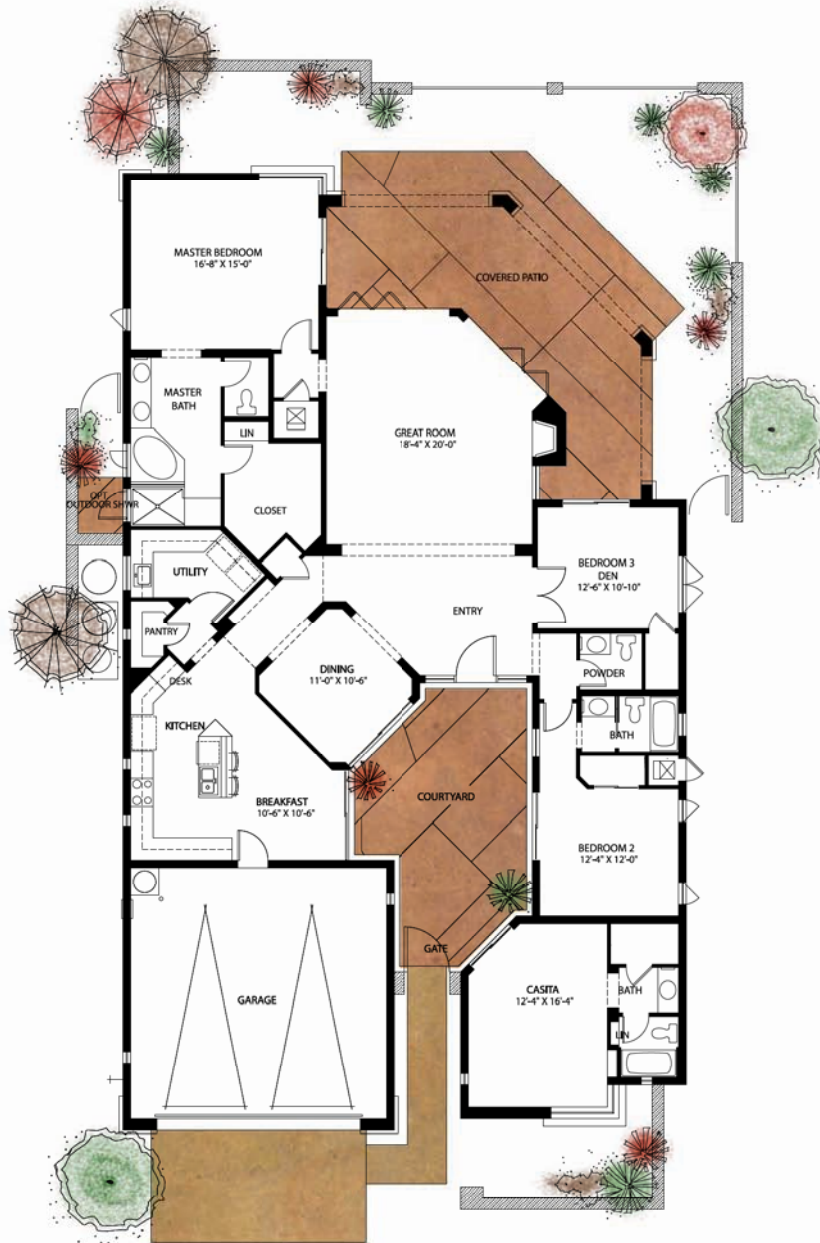 MASTER BEDROOM
16'-8" X 15'-0"
COVERED PATIO
MASTER
BATH
LIN
GREAT ROOM
18'-4" X 20'-0"
CLOSET
OPT
OUTDOOR SHWR
UTILITY
BEDROOM 3
DEN
12'-6" X 10'-10"
PANTRY
ENTRY
DINING
11'-0" X 10'-6"
POWDER
DESK
KITCHEN
BATH
COURTYARD
BREAKFAST
10'-6" X 10'-6"
BEDROOM 2
12'-4" X 12'-0"
GATE
GARAGE
CASITA
12'-4" X 16'-4"
BATH
LIN